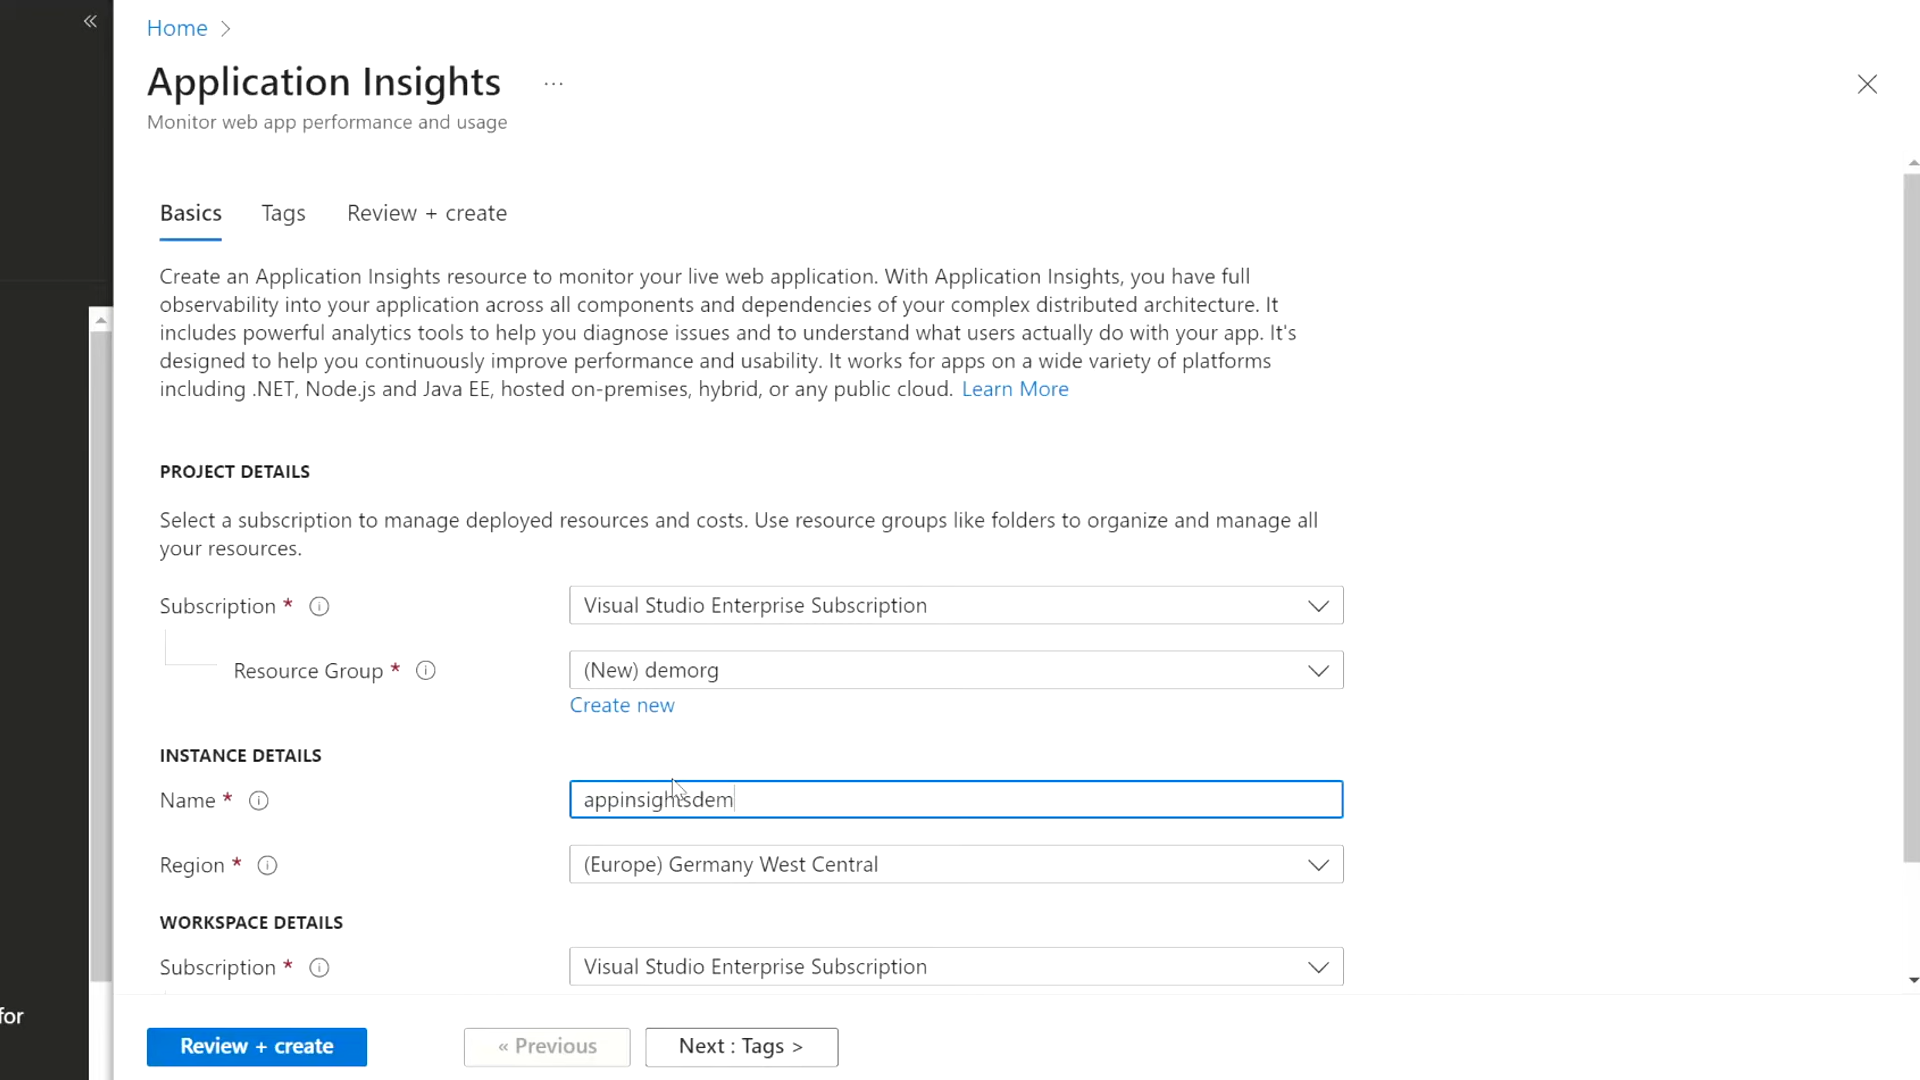 Home
Application Insights
Monitor web app performance and usage
Basics Tags Review + create
Create an Application Insights resource to monitor your live web application. With Application Insights, you have full
observability into your application across all components and dependencies of your complex distributed architecture. It
includes powerful analytics tools to help you diagnose issues and to understand what users actually do with your app. It's
designed to help you continuously improve performance and usability. It works for apps on a wide variety of platforms
including .NET, Node.js and Java EE, hosted on-premises, hybrid, or any public cloud. Learn More
PROJECT DETAILS
Select a subscription to manage deployed resources and costs. Use resource groups like folders to organize and manage all
your resources.
Subscription * Visual Studio Enterprise Subscription
Resource Group * (New) demorg
Create new
INSTANCE DETAILS
Name * appinsightsdem
Region * (Europe) Germany West Central
WORKSPACE DETAILS
Subscription * Visual Studio Enterprise Subscription
for
Review + create « Previous Next : Tags >